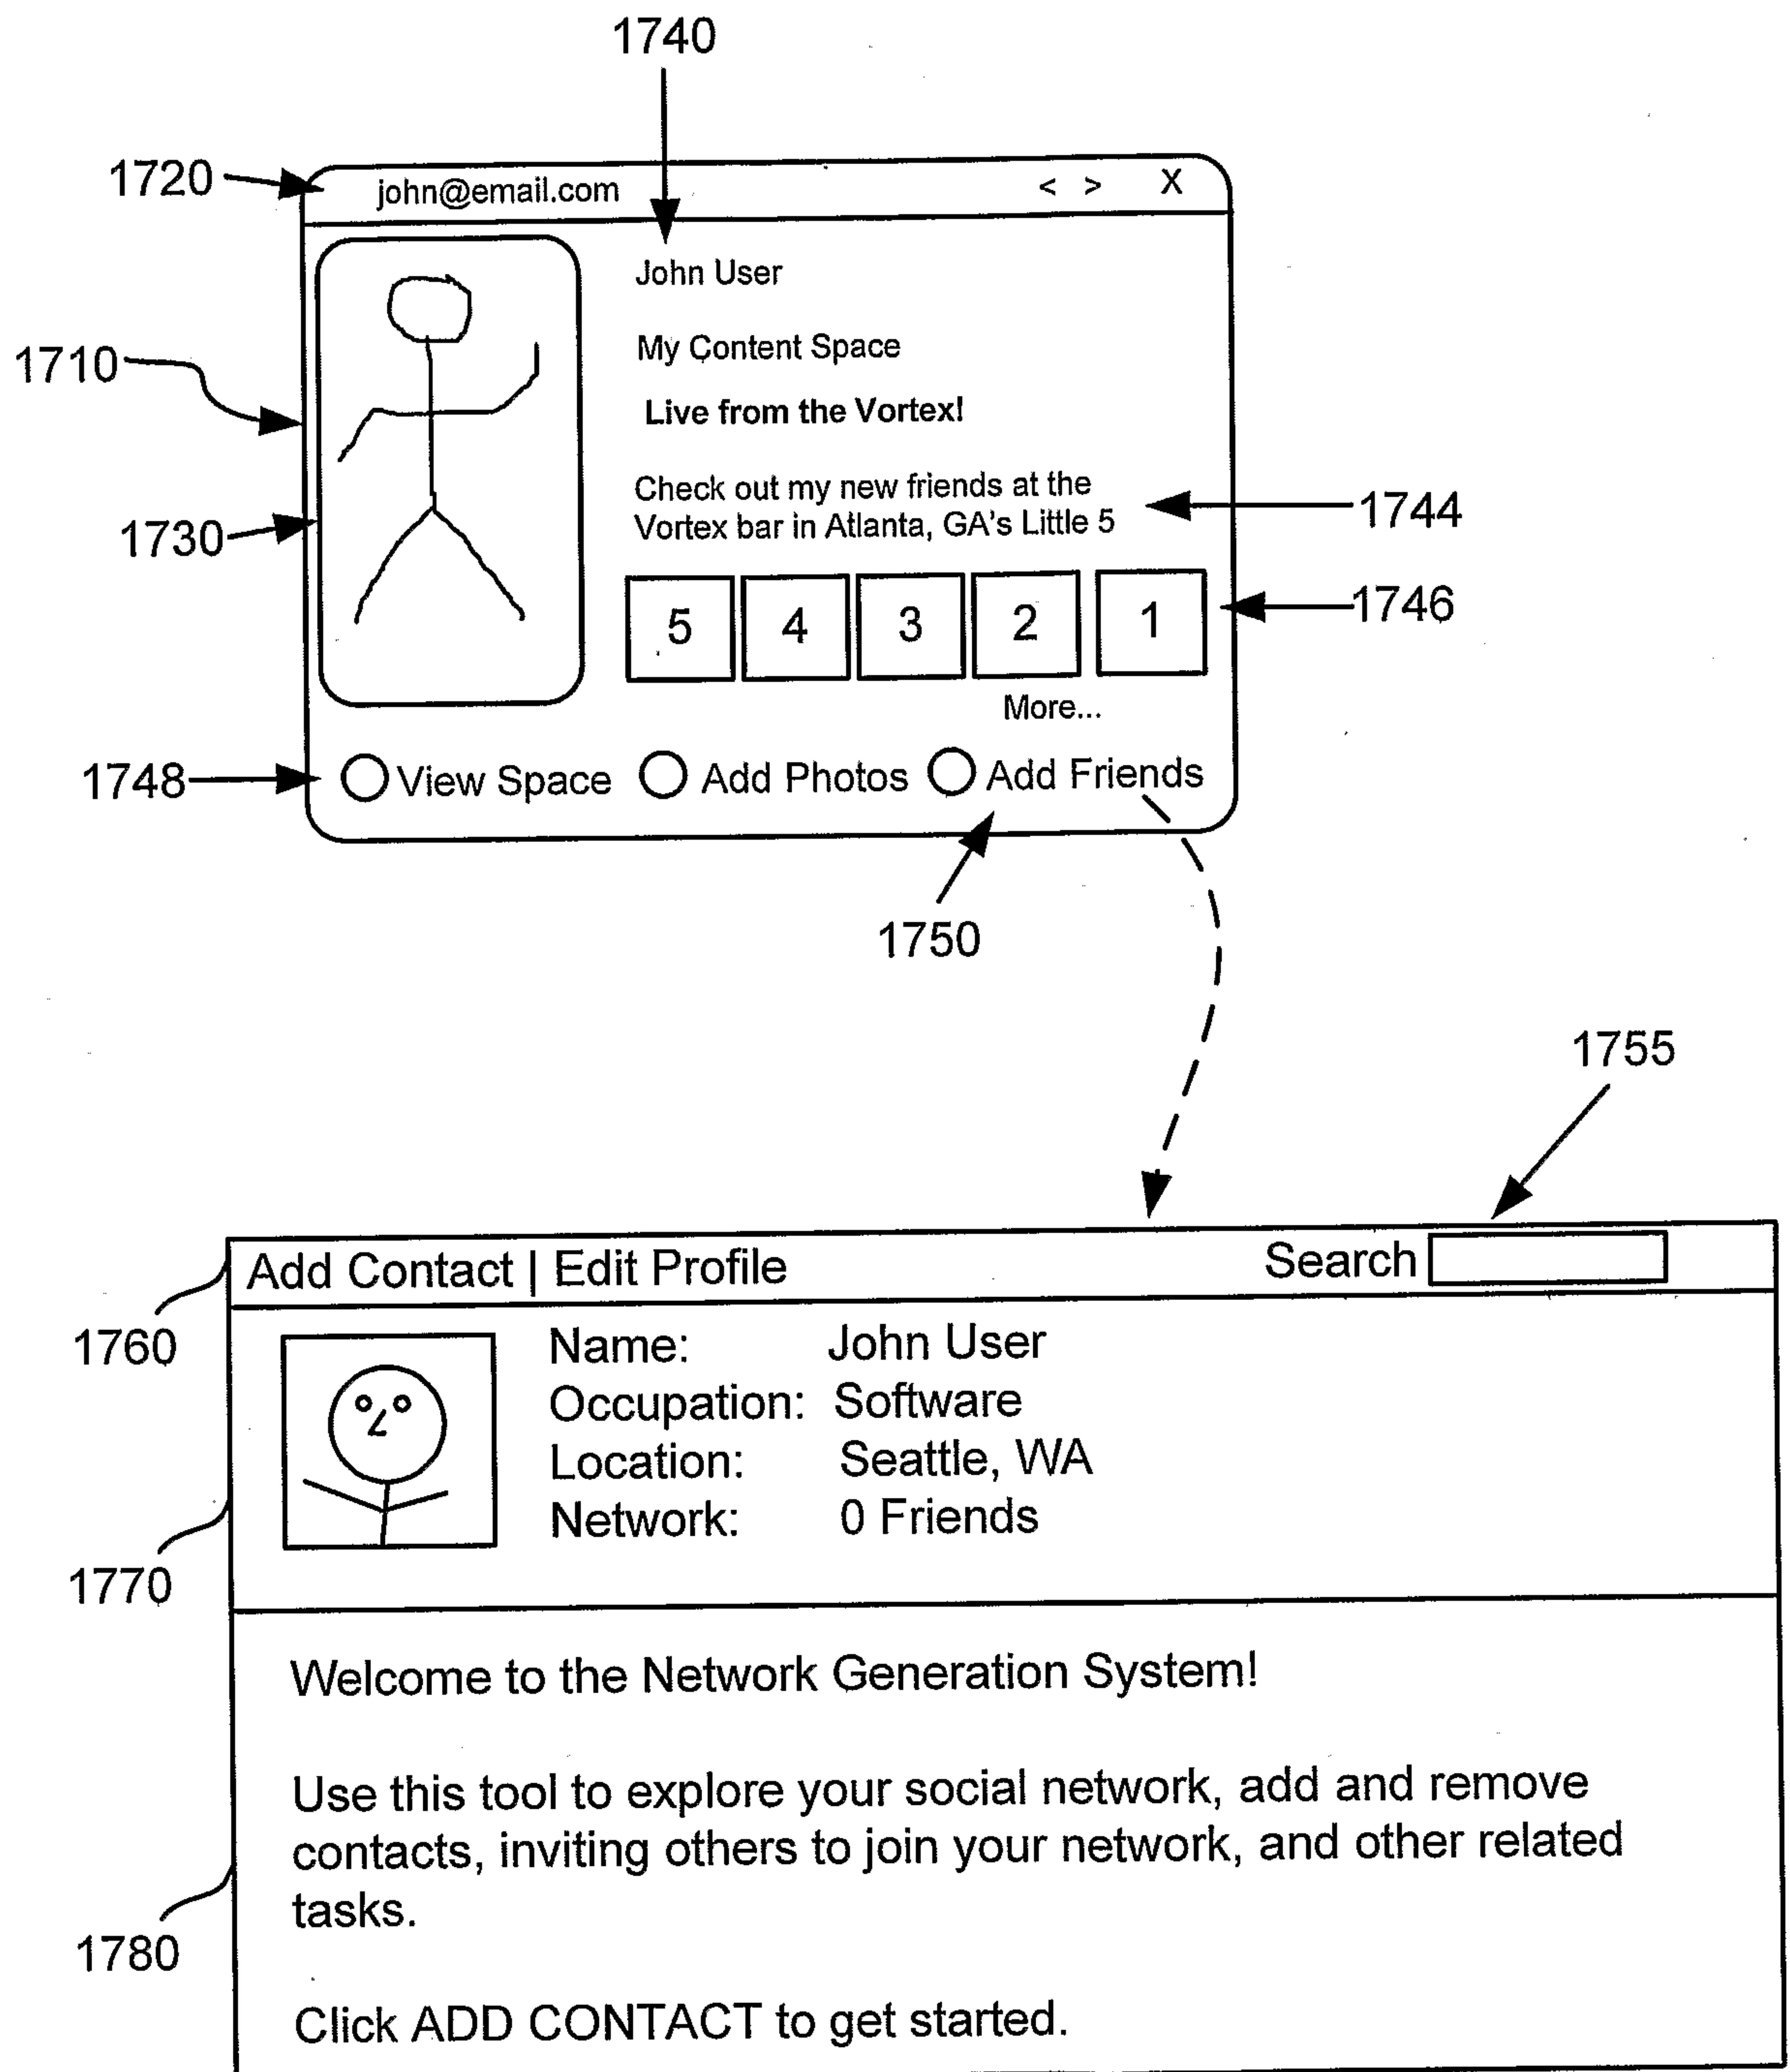 1740
1720
john@email.com < > X
John User
1710
My Content Space
Live from the Vortex!
Check out my new friends at the
Vortex bar in Atlanta, GA's Little 5
1744
1730
5 4 3 2 1
1746
More...
1748
View Space Add Photos Add Friends
1750
1755
Add Contact | Edit Profile Search
1760
Name: John User
Occupation: Software
Location: Seattle, WA
Network: 0 Friends
1770
Welcome to the Network Generation System!
Use this tool to explore your social network, add and remove
contacts, inviting others to join your network, and other related
tasks.
1780
Click ADD CONTACT to get started.